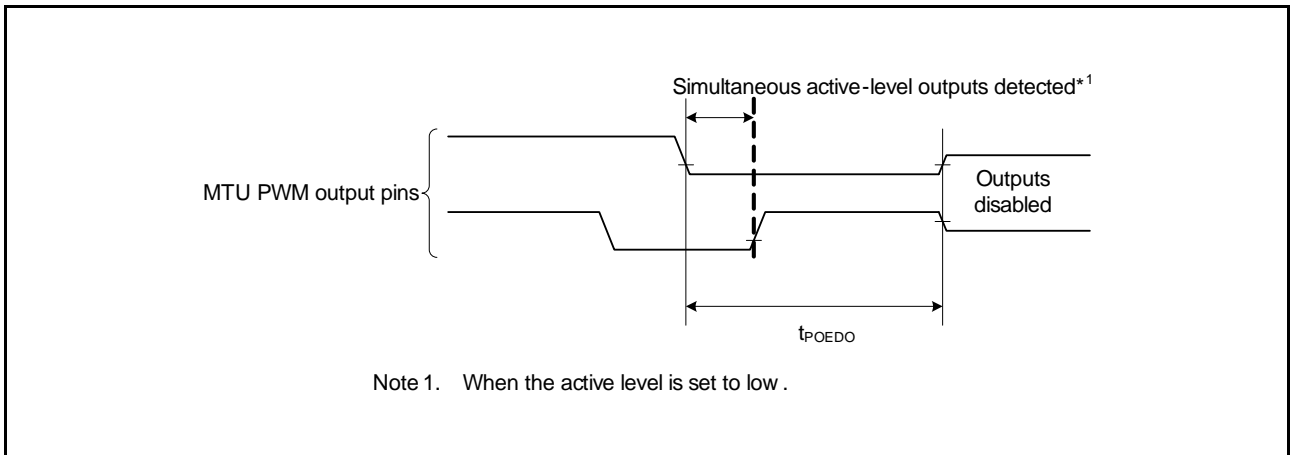 Simultaneous active-level outputs detected*1
MTU PWM output pins
Outputs
disabled
tPOEDO
Note 1. When the active level is set to low .